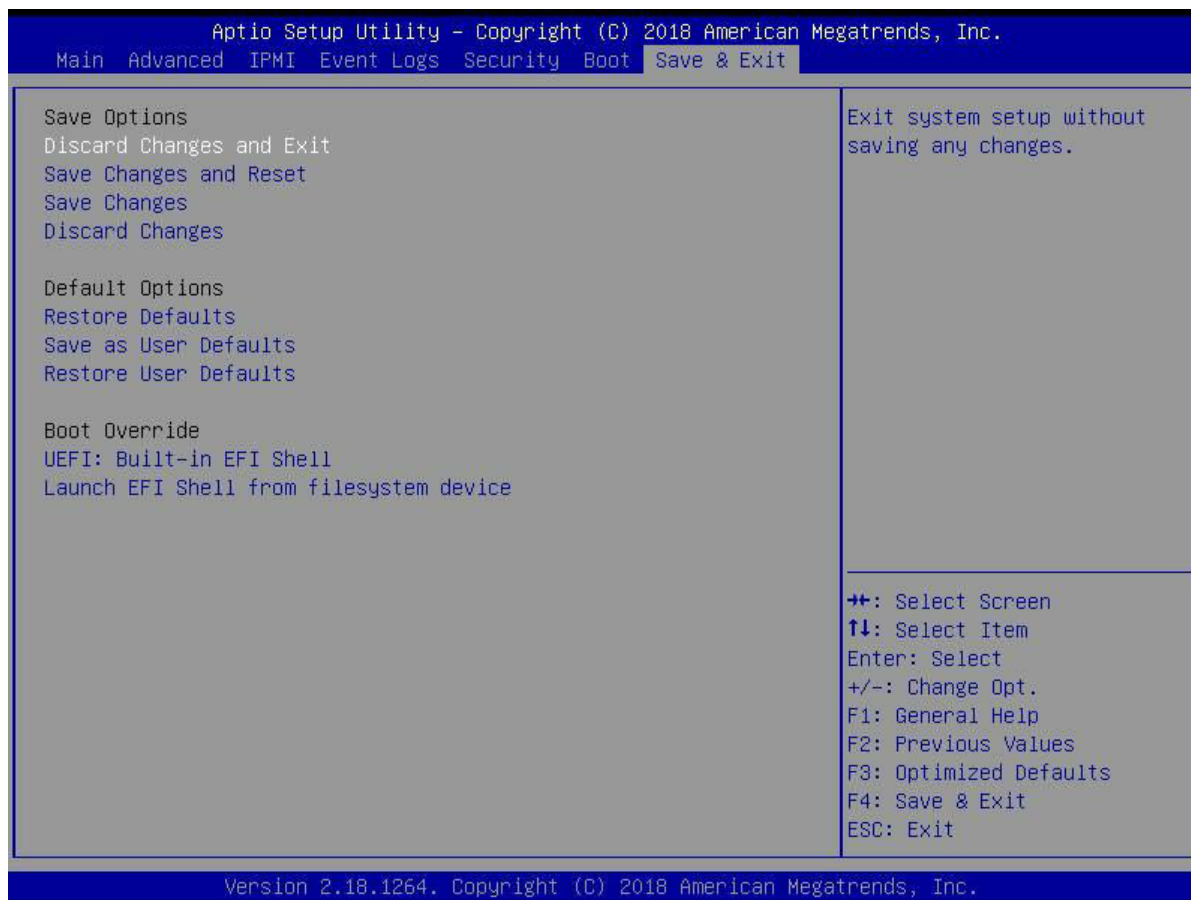 Aptio Setup Utility – Copyright (C) 2018 American Megatrends, Inc.
Main Advanced IPMI Event Logs Security Boot Save & Exit
Save Options
Discard Changes and Exit
Save Changes and Reset
Save Changes
Discard Changes
Default Options
Restore Defaults
Save as User Defaults
Restore User Defaults
Boot Override
UEFI: Built-in EFI Shell
Launch EFI Shell from filesystem device
Exit system setup without
saving any changes.
→←: Select Screen
↑↓: Select Item
Enter: Select
+/-: Change Opt.
F1: General Help
F2: Previous Values
F3: Optimized Defaults
F4: Save & Exit
ESC: Exit
Version 2.18.1264. Copyright (C) 2018 American Megatrends, Inc.